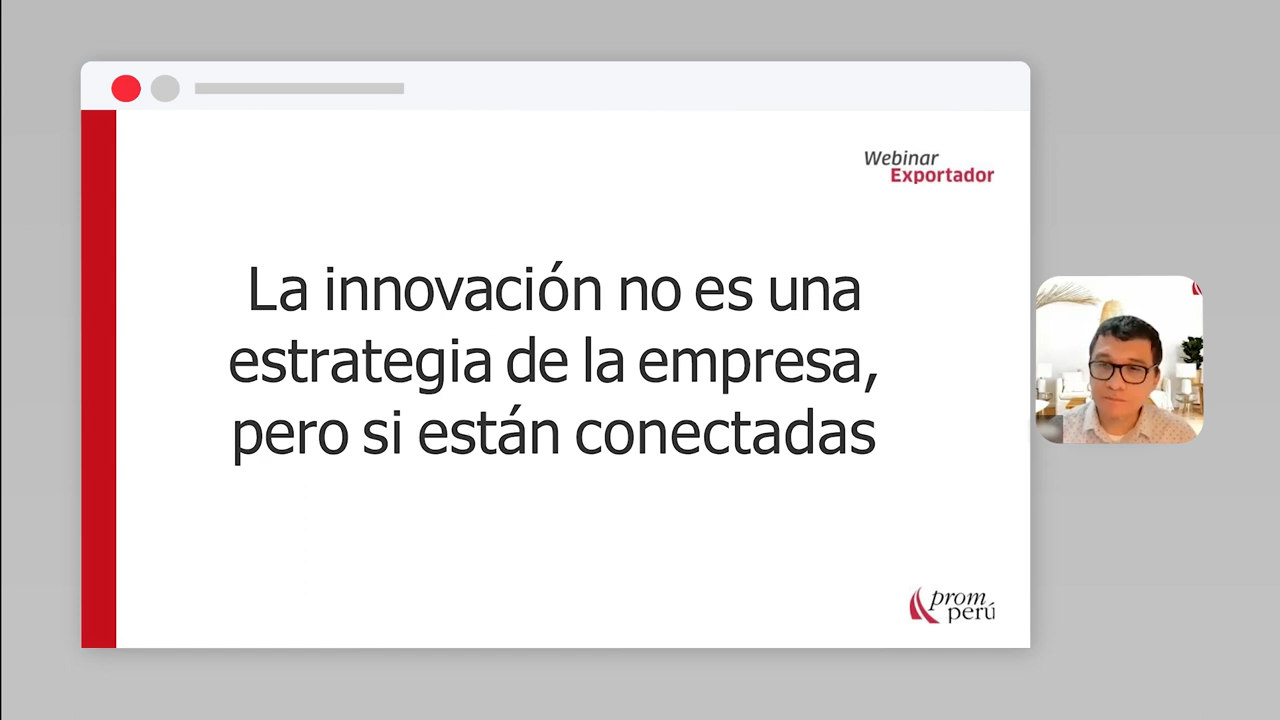 Webinar
Exportador
La innovación no es una
estrategia de la empresa,
pero si están conectadas
prom
perú